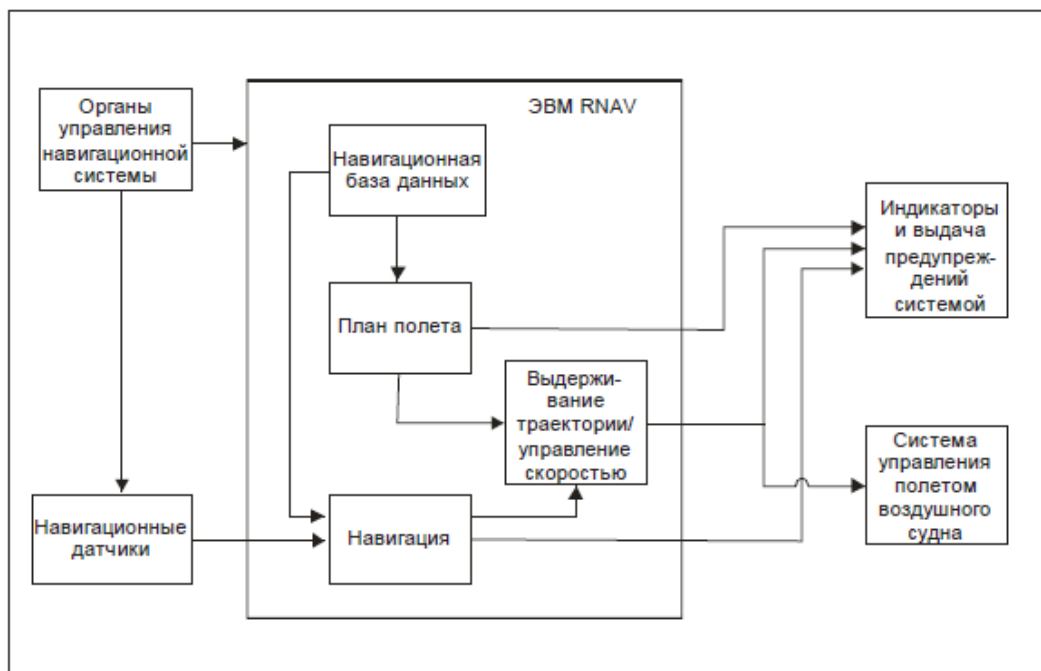 Органы
управления
навигационной
системы
ЭВМ RNAV
Навигационная
база данных
Индикаторы
и выдача
предупреж-
дений
системой
План полета
Выдержи-
вание
траектории/
управление
скоростью
Система
управления
полетом
воздушного
судна
Навигационные
датчики
Навигация